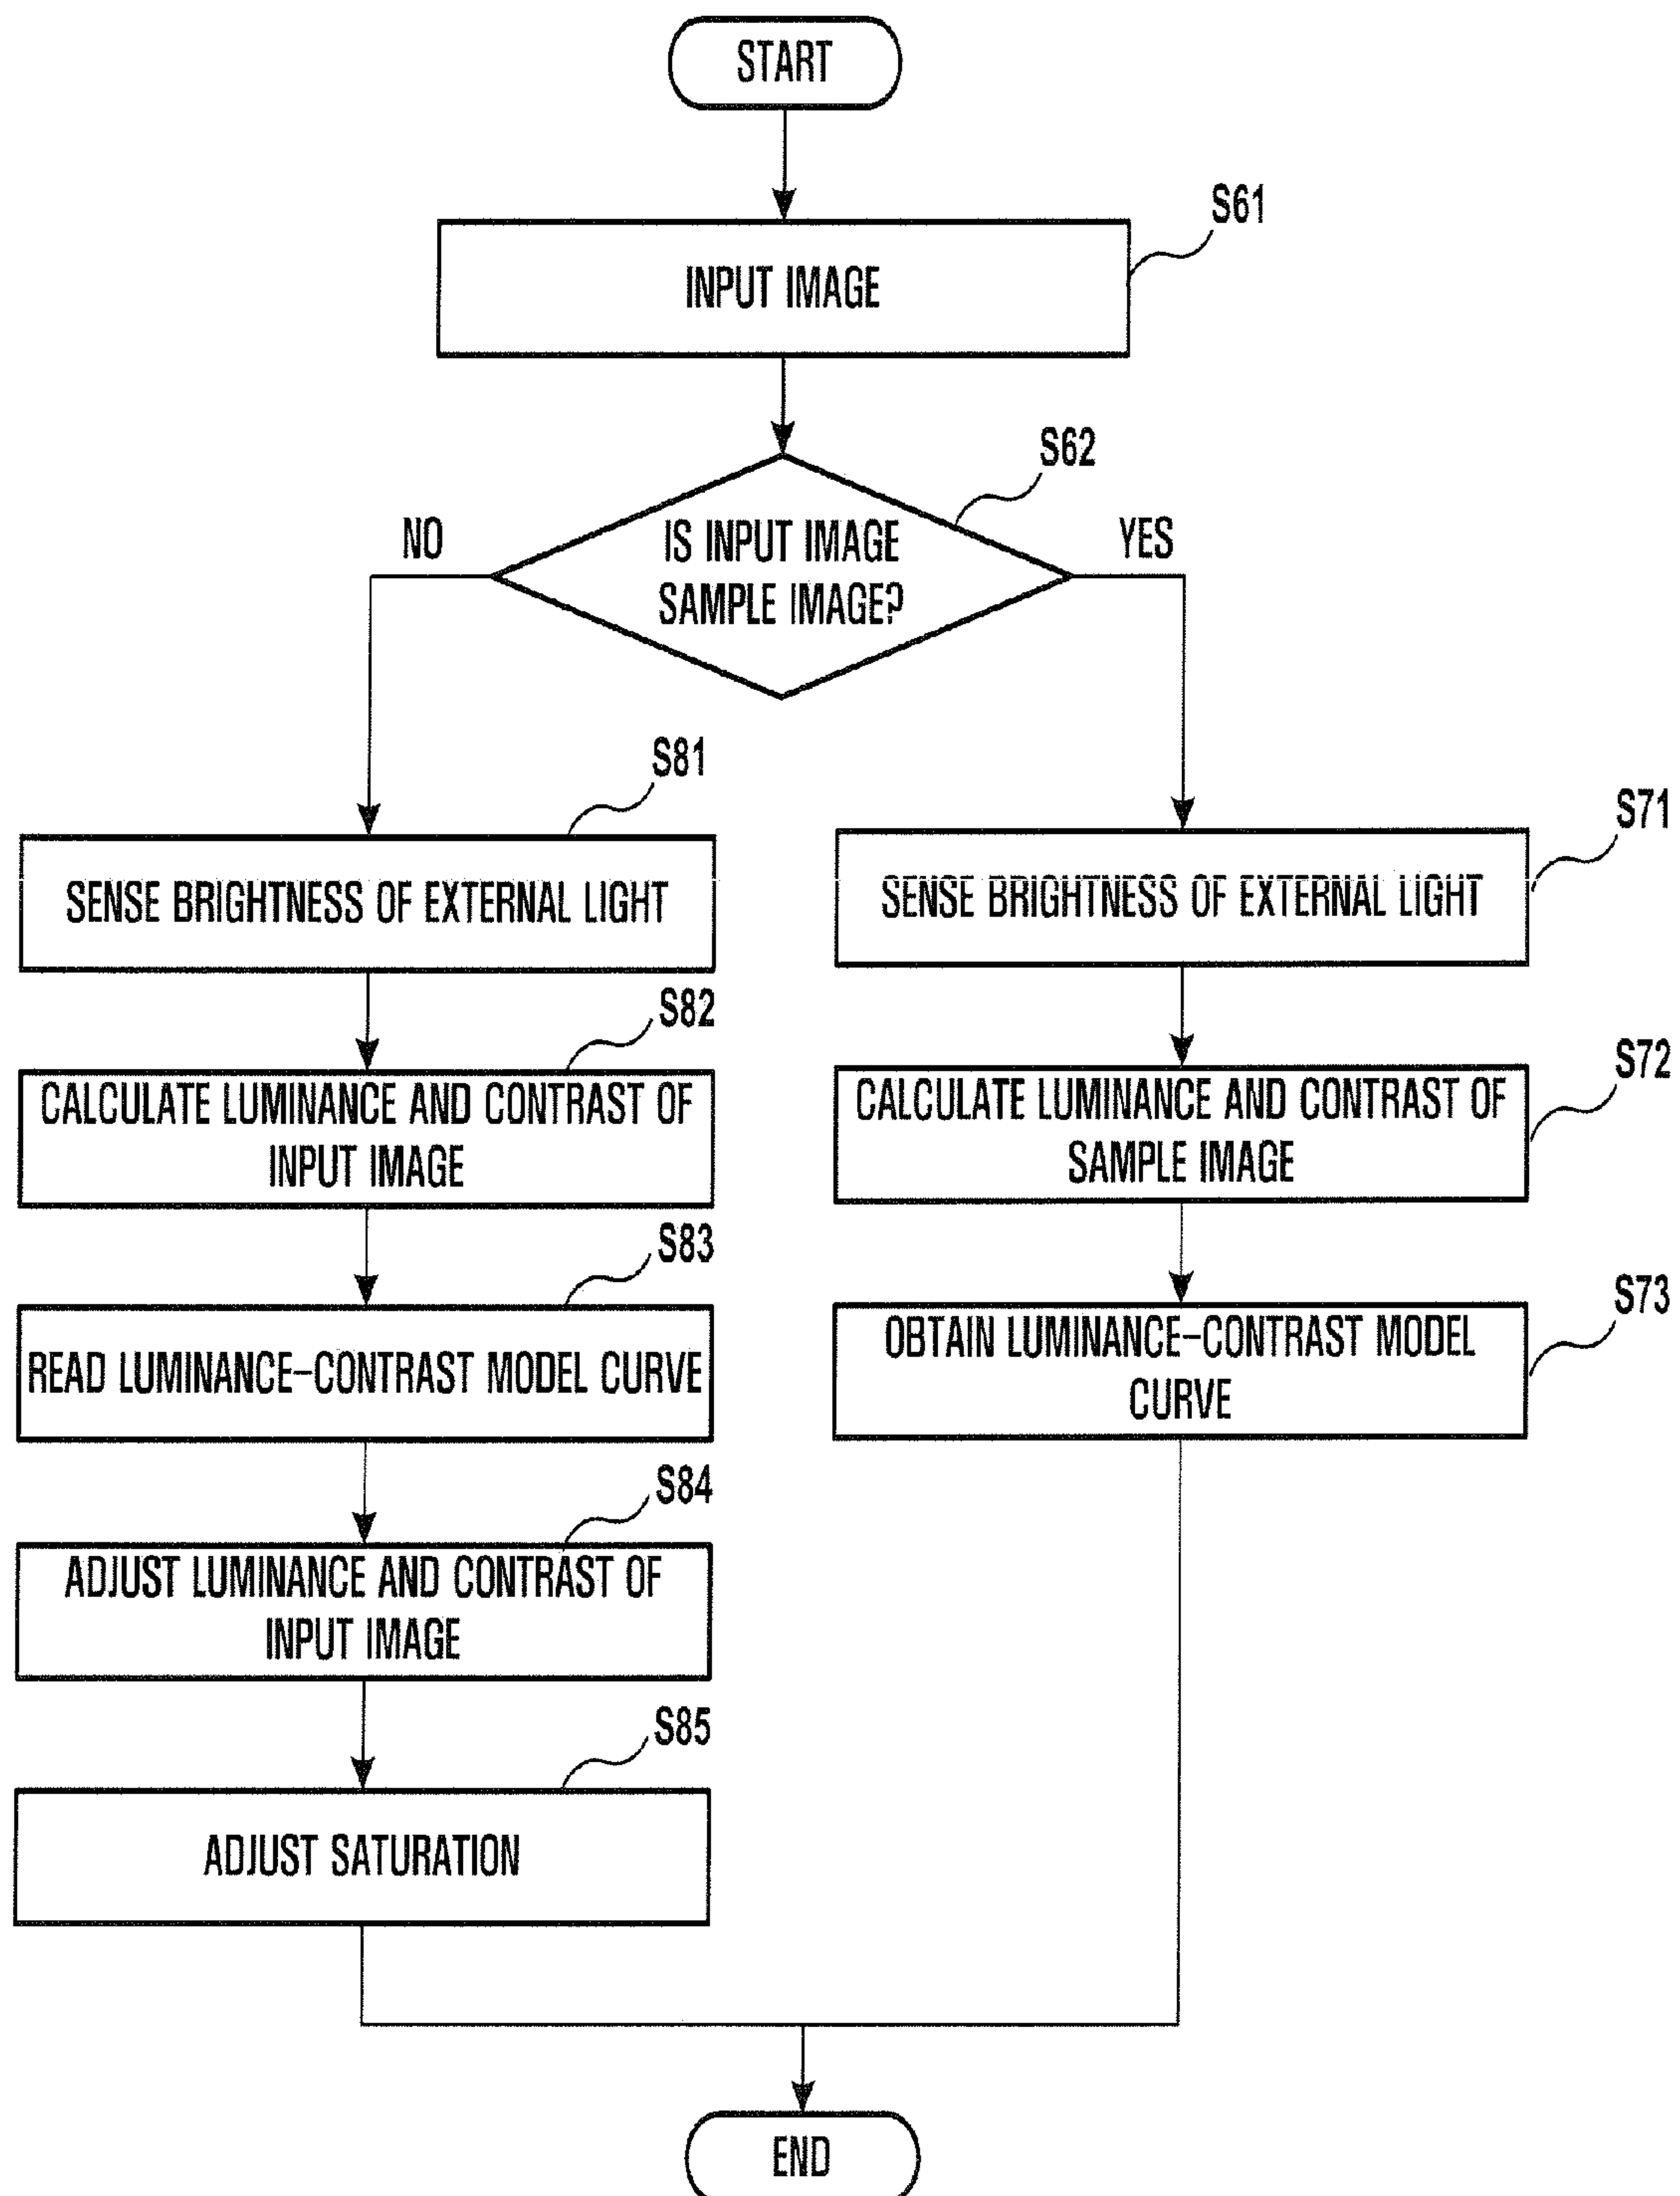 START
S61
INPUT IMAGE
S62
NO
IS INPUT IMAGE
SAMPLE IMAGE?
YES
S81
SENSE BRIGHTNESS OF EXTERNAL LIGHT
S82
CALCULATE LUMINANCE AND CONTRAST OF
INPUT IMAGE
S83
READ LUMINANCE-CONTRAST MODEL CURVE
S84
ADJUST LUMINANCE AND CONTRAST OF
INPUT IMAGE
S85
ADJUST SATURATION
S71
SENSE BRIGHTNESS OF EXTERNAL LIGHT
S72
CALCULATE LUMINANCE AND CONTRAST OF
SAMPLE IMAGE
S73
OBTAIN LUMINANCE-CONTRAST MODEL
CURVE
END